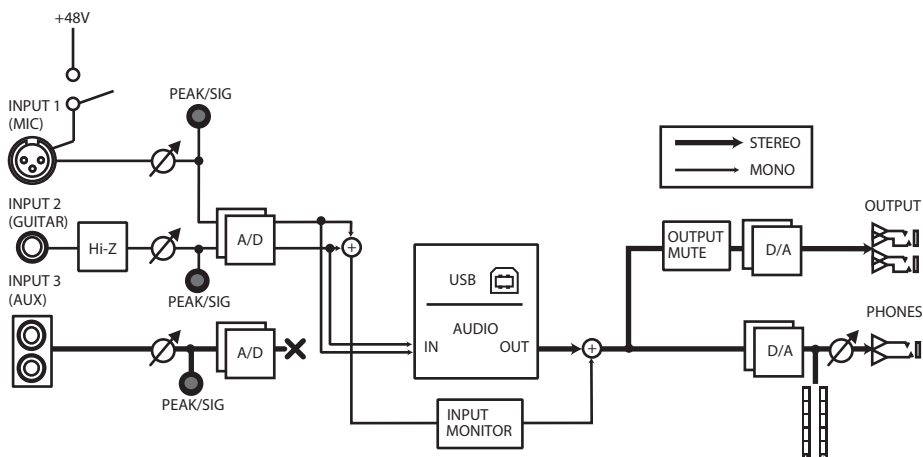 +48V
INPUT 1
(MIC)
PEAK/SIG
INPUT 2
(GUITAR)
Hi-Z
A/D
PEAK/SIG
INPUT 3
(AUX)
A/D
PEAK/SIG
USB
AUDIO
IN
OUT
INPUT
MONITOR
STEREO
MONO
OUTPUT
MUTE
D/A
OUTPUT
D/A
PHONES